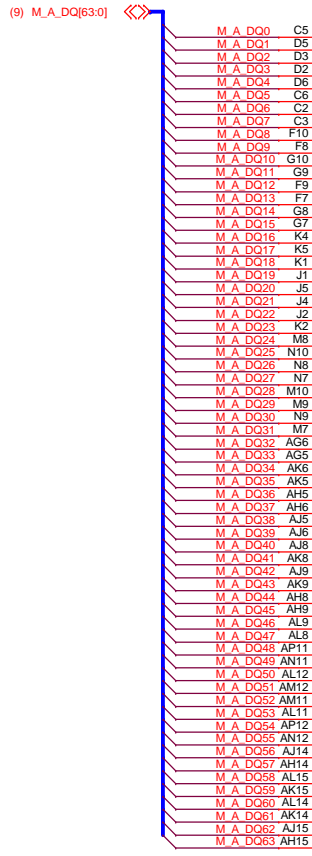 (9) M_A_DQ[63:0]
M_A_DQ0 C5
M_A_DQ1 D5
M_A_DQ2 D3
M_A_DQ3 D2
M_A_DQ4 D6
M_A_DQ5 C6
M_A_DQ6 C2
M_A_DQ7 C3
M_A_DQ8 F10
M_A_DQ9 F8
M_A_DQ10 G10
M_A_DQ11 G9
M_A_DQ12 F9
M_A_DQ13 F7
M_A_DQ14 G8
M_A_DQ15 G7
M_A_DQ16 K4
M_A_DQ17 K5
M_A_DQ18 K1
M_A_DQ19 J1
M_A_DQ20 J5
M_A_DQ21 J4
M_A_DQ22 J2
M_A_DQ23 K2
M_A_DQ24 M8
M_A_DQ25 N10
M_A_DQ26 N8
M_A_DQ27 N7
M_A_DQ28 M10
M_A_DQ29 M9
M_A_DQ30 N9
M_A_DQ31 M7
M_A_DQ32 AG6
M_A_DQ33 AG5
M_A_DQ34 AK6
M_A_DQ35 AK5
M_A_DQ36 AH5
M_A_DQ37 AH6
M_A_DQ38 AJ5
M_A_DQ39 AJ6
M_A_DQ40 AJ8
M_A_DQ41 AK8
M_A_DQ42 AJ9
M_A_DQ43 AK9
M_A_DQ44 AH8
M_A_DQ45 AH9
M_A_DQ46 AL9
M_A_DQ47 AL8
M_A_DQ48 AP11
M_A_DQ49 AN11
M_A_DQ50 AL12
M_A_DQ51 AM12
M_A_DQ52 AM11
M_A_DQ53 AL11
M_A_DQ54 AP12
M_A_DQ55 AN12
M_A_DQ56 AJ14
M_A_DQ57 AH14
M_A_DQ58 AL15
M_A_DQ59 AK15
M_A_DQ60 AL14
M_A_DQ61 AK14
M_A_DQ62 AJ15
M_A_DQ63 AH15